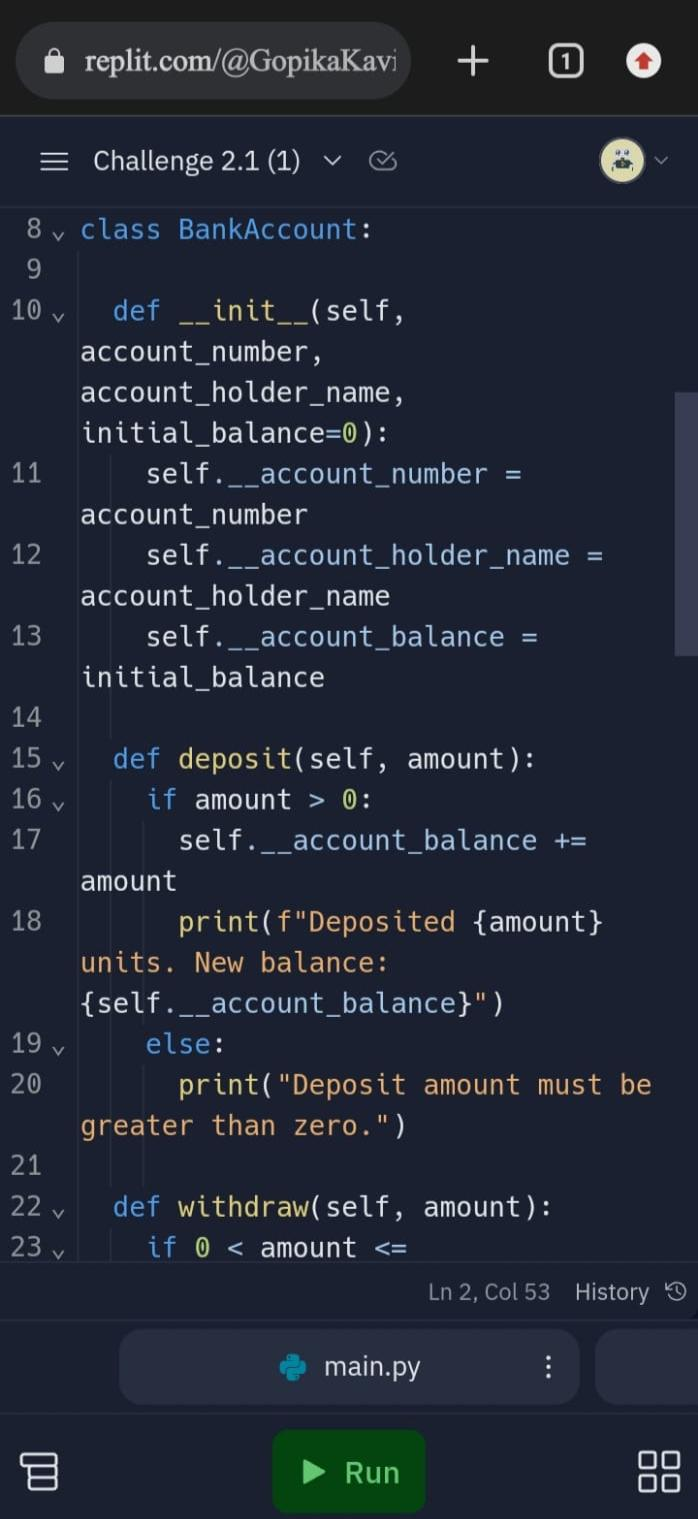 replit.com/@GopikaKavi
1
Challenge 2.1 (1)
8 class BankAccount:
9
10 def __init__(self,
account_number,
account_holder_name,
initial_balance=0):
11 self.__account_number =
account_number
12 self.__account_holder_name =
account_holder_name
13 self.__account_balance =
initial_balance
14
15 def deposit(self, amount):
16 if amount > 0:
17 self.__account_balance +=
amount
18 print(f"Deposited {amount}
units. New balance:
{self.__account_balance}")
19 else:
20 print("Deposit amount must be
greater than zero.")
21
22 def withdraw(self, amount):
23 if 0 < amount <=
Ln 2, Col 53 History
main.py
Run